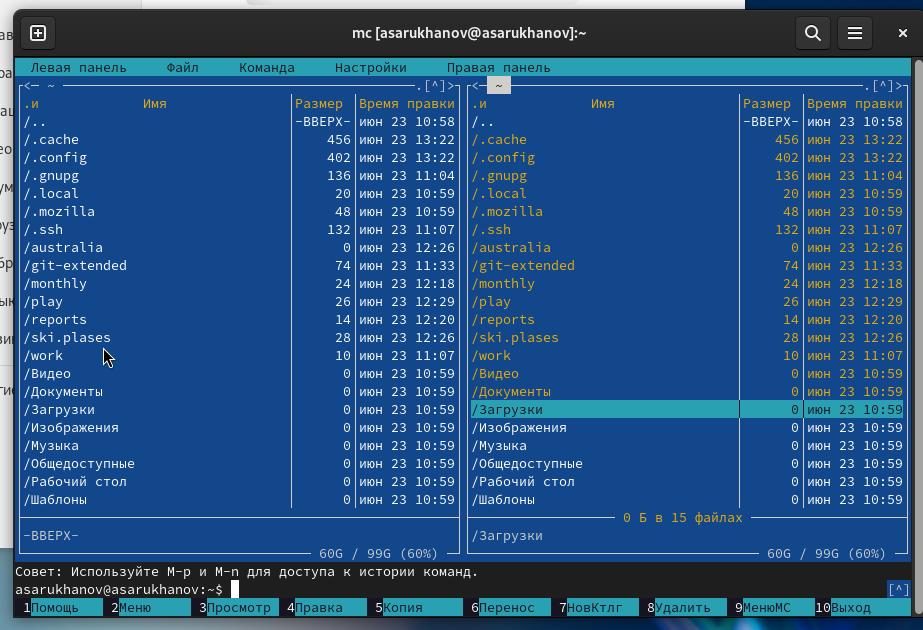 mc [asarukhanov@asarukhanov]:~
Левая панель Файл Команда Настройки Правая панель
<— ~ .[^]> <— ~ .[^]>
.и Имя Размер Время правки .и Имя Размер Время правки
/.. -ВВЕРХ- июн 23 10:58 /.. -ВВЕРХ- июн 23 10:58
/.cache 456 июн 23 13:22 /.cache 456 июн 23 13:22
/.config 402 июн 23 13:22 /.config 402 июн 23 13:22
/.gnupg 136 июн 23 11:04 /.gnupg 136 июн 23 11:04
/.local 20 июн 23 10:59 /.local 20 июн 23 10:59
/.mozilla 48 июн 23 10:59 /.mozilla 48 июн 23 10:59
/.ssh 132 июн 23 11:07 /.ssh 132 июн 23 11:07
/australia 0 июн 23 12:26 /australia 0 июн 23 12:26
/git-extended 74 июн 23 11:33 /git-extended 74 июн 23 11:33
/monthly 24 июн 23 12:18 /monthly 24 июн 23 12:18
/play 26 июн 23 12:29 /play 26 июн 23 12:29
/reports 14 июн 23 12:20 /reports 14 июн 23 12:20
/ski.plases 28 июн 23 12:26 /ski.plases 28 июн 23 12:26
/work 10 июн 23 11:07 /work 10 июн 23 11:07
/Видео 0 июн 23 10:59 /Видео 0 июн 23 10:59
/Документы 0 июн 23 10:59 /Документы 0 июн 23 10:59
/Загрузки 0 июн 23 10:59 /Загрузки 0 июн 23 10:59
/Изображения 0 июн 23 10:59 /Изображения 0 июн 23 10:59
/Музыка 0 июн 23 10:59 /Музыка 0 июн 23 10:59
/Общедоступные 0 июн 23 10:59 /Общедоступные 0 июн 23 10:59
/Рабочий стол 0 июн 23 10:59 /Рабочий стол 0 июн 23 10:59
/Шаблоны 0 июн 23 10:59 /Шаблоны 0 июн 23 10:59
0 Б в 15 файлах
-ВВЕРХ- /Загрузки
60G / 99G (60%) 60G / 99G (60%)
Совет: Используйте M-p и M-n для доступа к истории команд.
asarukhanov@asarukhanov:~$ [^]
1Помощь 2Меню 3Просмотр 4Правка 5Копия 6Перенос 7НовКтлг 8Удалить 9МенюMC 10Выход